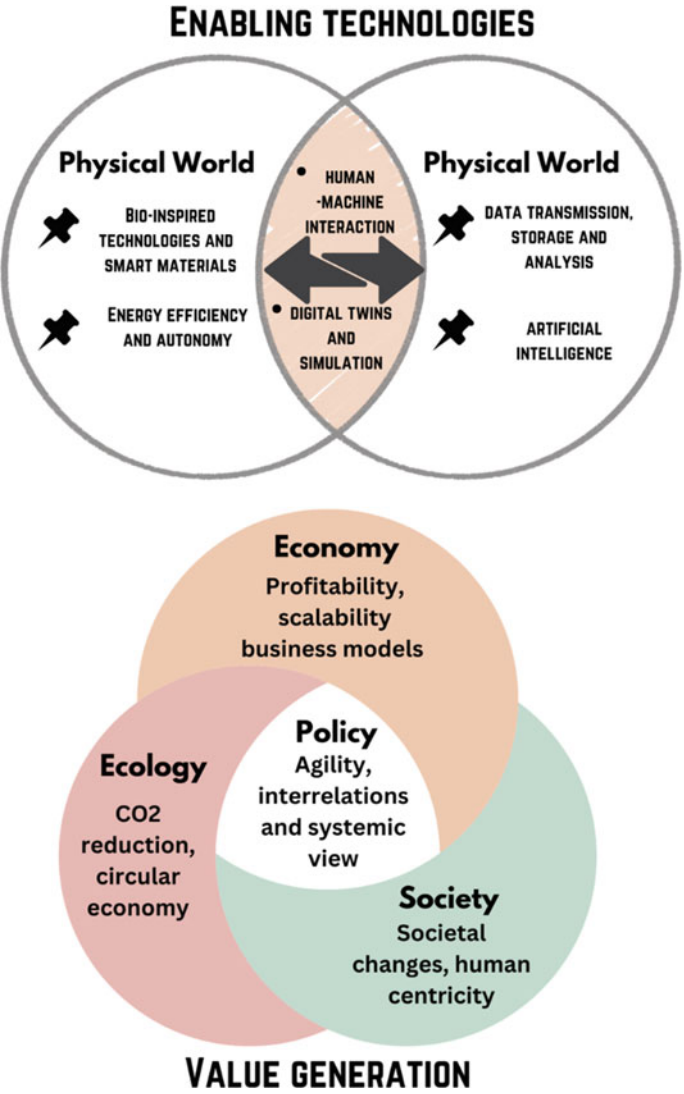 ENABLING TECHNOLOGIES
Physical World
BIO-INSPIRED
TECHNOLOGIES AND
SMART MATERIALS
ENERGY EFFICIENCY
AND AUTONOMY
• HUMAN
-MACHINE
INTERACTION
• DIGITAL TWINS
AND
SIMULATION
Physical World
DATA TRANSMISSION,
STORAGE AND
ANALYSIS
ARTIFICIAL
INTELLIGENCE
Economy
Profitability,
scalability
business models
Policy
Agility,
interrelations
and systemic
view
Ecology
CO2
reduction,
circular
economy
Society
Societal
changes, human
centricity
VALUE GENERATION